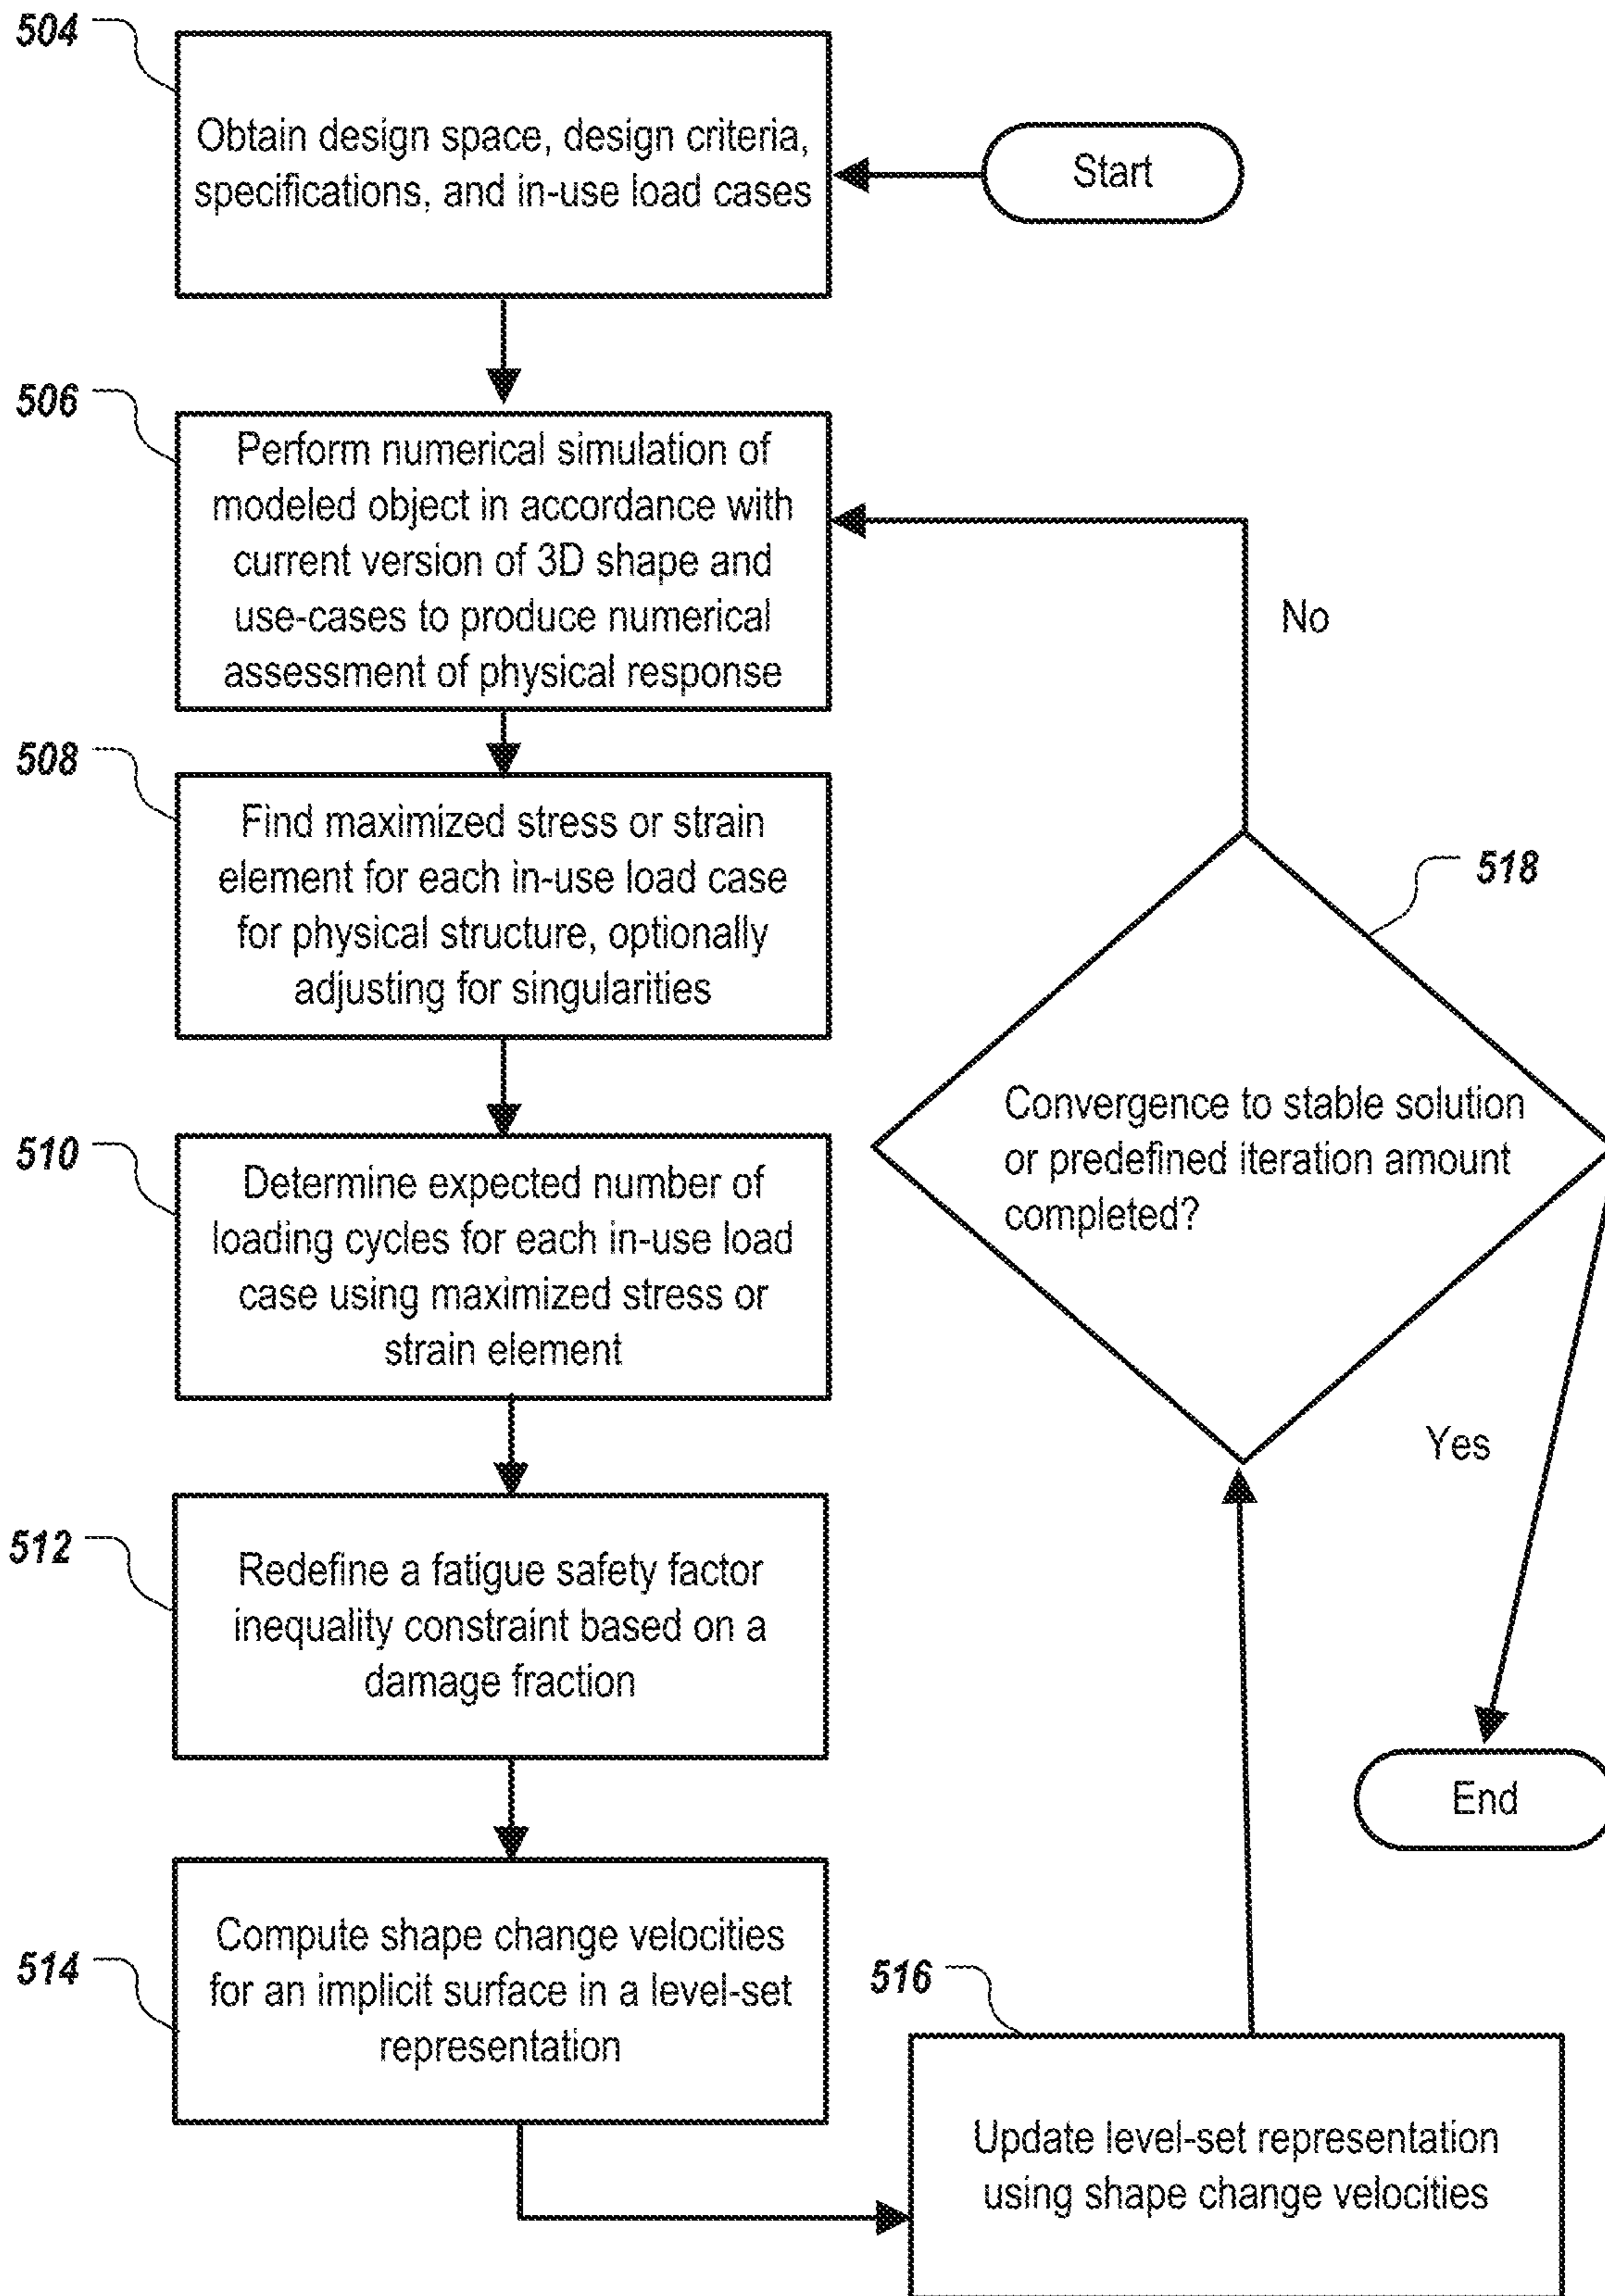 504
Obtain design space, design criteria,
specifications, and in-use load cases
Start
506
Perform numerical simulation of
modeled object in accordance with
current version of 3D shape and
use-cases to produce numerical
assessment of physical response
No
508
Find maximized stress or strain
element for each in-use load case
for physical structure, optionally
adjusting for singularities
518
Convergence to stable solution
or predefined iteration amount
completed?
510
Determine expected number of
loading cycles for each in-use load
case using maximized stress or
strain element
Yes
512
Redefine a fatigue safety factor
inequality constraint based on a
damage fraction
End
514
Compute shape change velocities
for an implicit surface in a level-set
representation
516
Update level-set representation
using shape change velocities